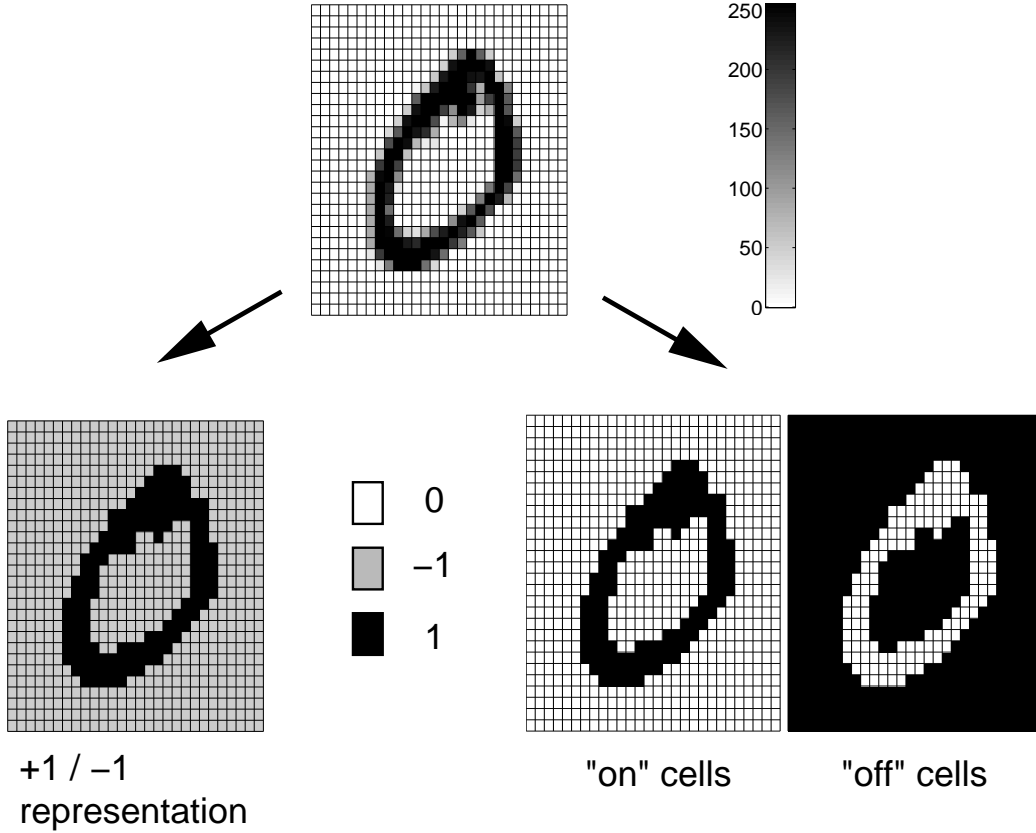 250
200
150
100
50
0
0
−1
1
+1 / −1
representation
"on" cells
"off" cells